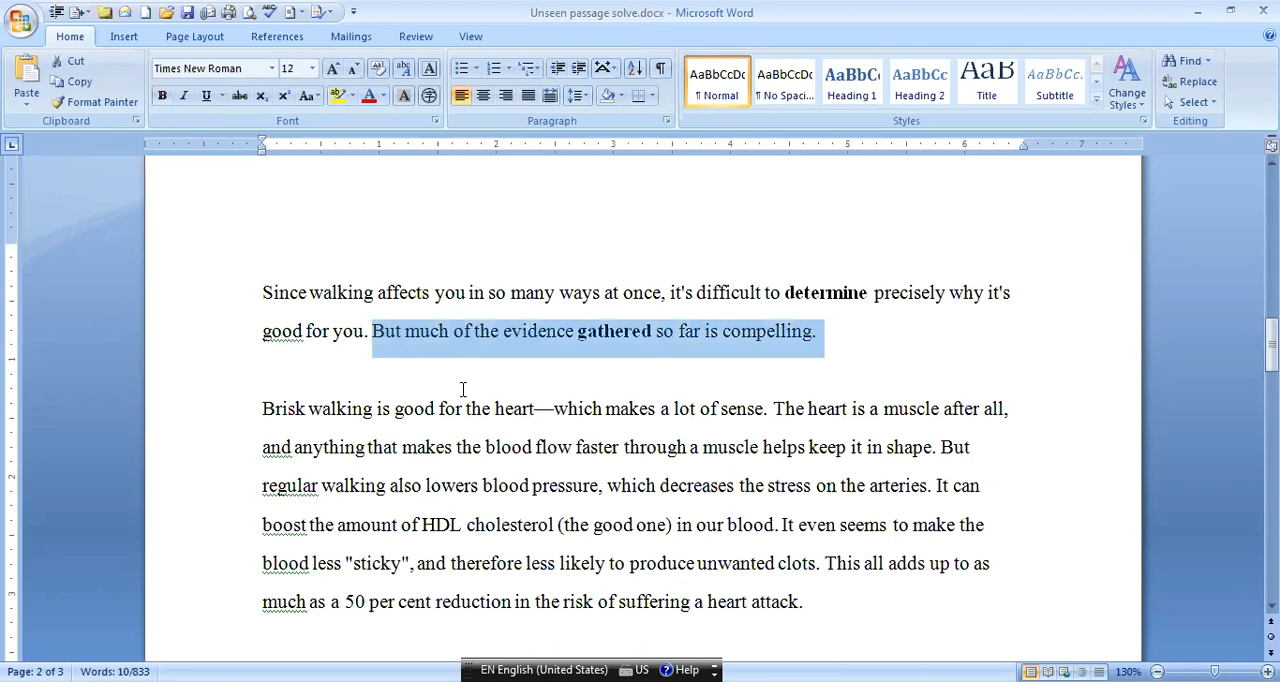 Unseen passage solve.docx - Microsoft Word
Home Insert Page Layout References Mailings Review View
Cut
Copy
Format Painter
Paste
Clipboard
Times New Roman 12
Font
Paragraph
AaBbCcDc AaBbCcDc AaBbC AaBbCc AaB AaBbCc.
¶ Normal ¶ No Spaci... Heading 1 Heading 2 Title Subtitle
Change Styles
Styles
Find
Replace
Select
Editing
1 2 3 4 5 6 7
Since walking affects you in so many ways at once, it's difficult to determine precisely why it's
good for you. But much of the evidence gathered so far is compelling.
Brisk walking is good for the heart—which makes a lot of sense. The heart is a muscle after all,
and anything that makes the blood flow faster through a muscle helps keep it in shape. But
regular walking also lowers blood pressure, which decreases the stress on the arteries. It can
boost the amount of HDL cholesterol (the good one) in our blood. It even seems to make the
blood less "sticky", and therefore less likely to produce unwanted clots. This all adds up to as
much as a 50 per cent reduction in the risk of suffering a heart attack.
Page: 2 of 3 Words: 10/833 EN English (United States) US Help 130%